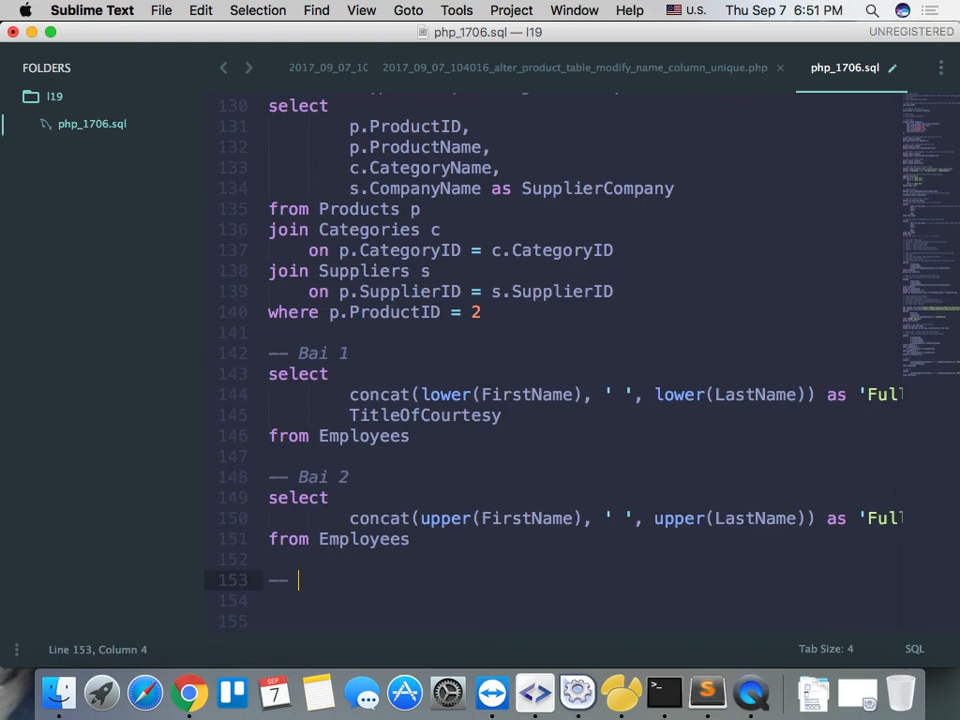 Sublime Text File Edit Selection Find View Goto Tools Project Window Help U.S. Thu Sep 7 6:51 PM
php_1706.sql — l19 UNREGISTERED
FOLDERS
l19
php_1706.sql
2017_09_07_10 2017_09_07_104016_alter_product_table_modify_name_column_unique.php × php_1706.sql
130 select
131 p.ProductID,
132 p.ProductName,
133 c.CategoryName,
134 s.CompanyName as SupplierCompany
135 from Products p
136 join Categories c
137 on p.CategoryID = c.CategoryID
138 join Suppliers s
139 on p.SupplierID = s.SupplierID
140 where p.ProductID = 2
141
142 -- Bai 1
143 select
144 concat(lower(FirstName), ' ', lower(LastName)) as 'Full
145 TitleOfCourtesy
146 from Employees
147
148 -- Bai 2
149 select
150 concat(upper(FirstName), ' ', upper(LastName)) as 'Full
151 from Employees
152
153 --
154
155
Line 153, Column 4 Tab Size: 4 SQL
SEP
7